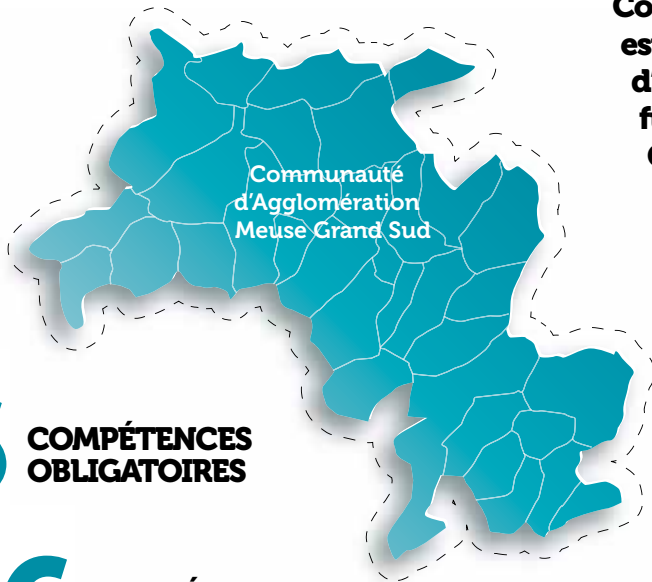 Communauté
d'Agglomération
Meuse Grand Sud
COMPÉTENCES
OBLIGATOIRES